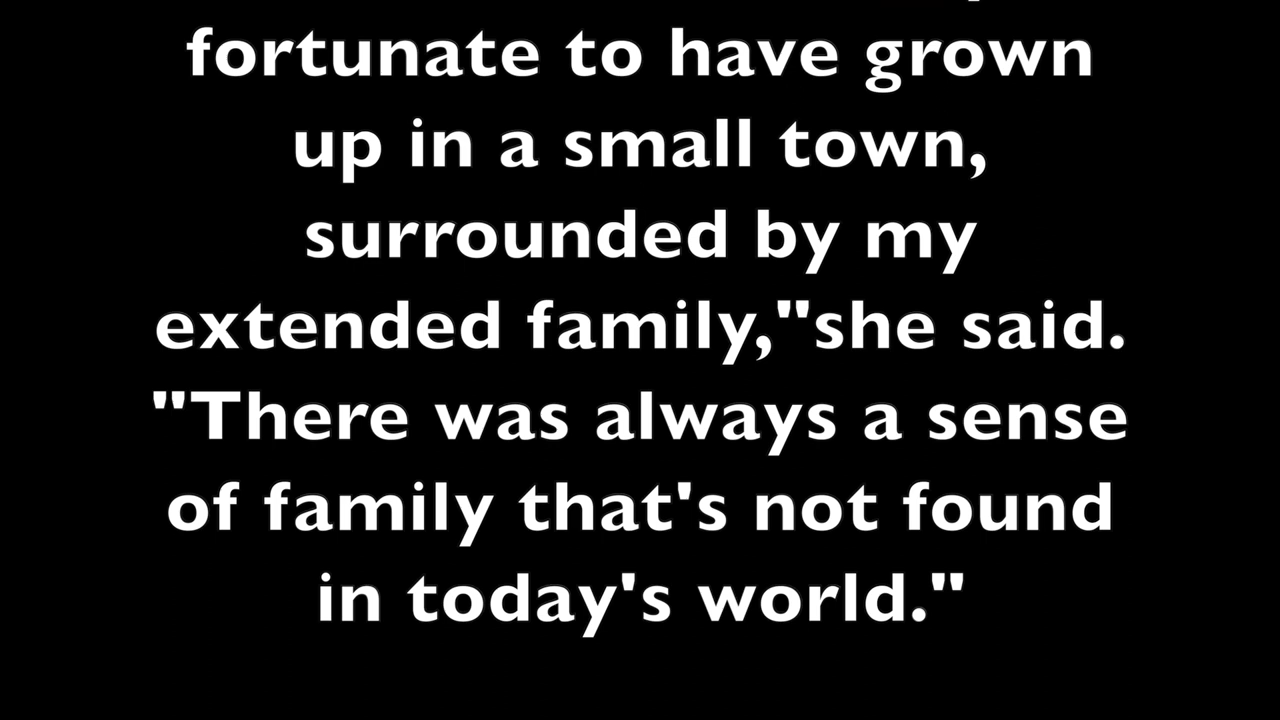 fortunate to have grown
up in a small town,
surrounded by my
extended family,"she said.
"There was always a sense
of family that's not found
in today's world."